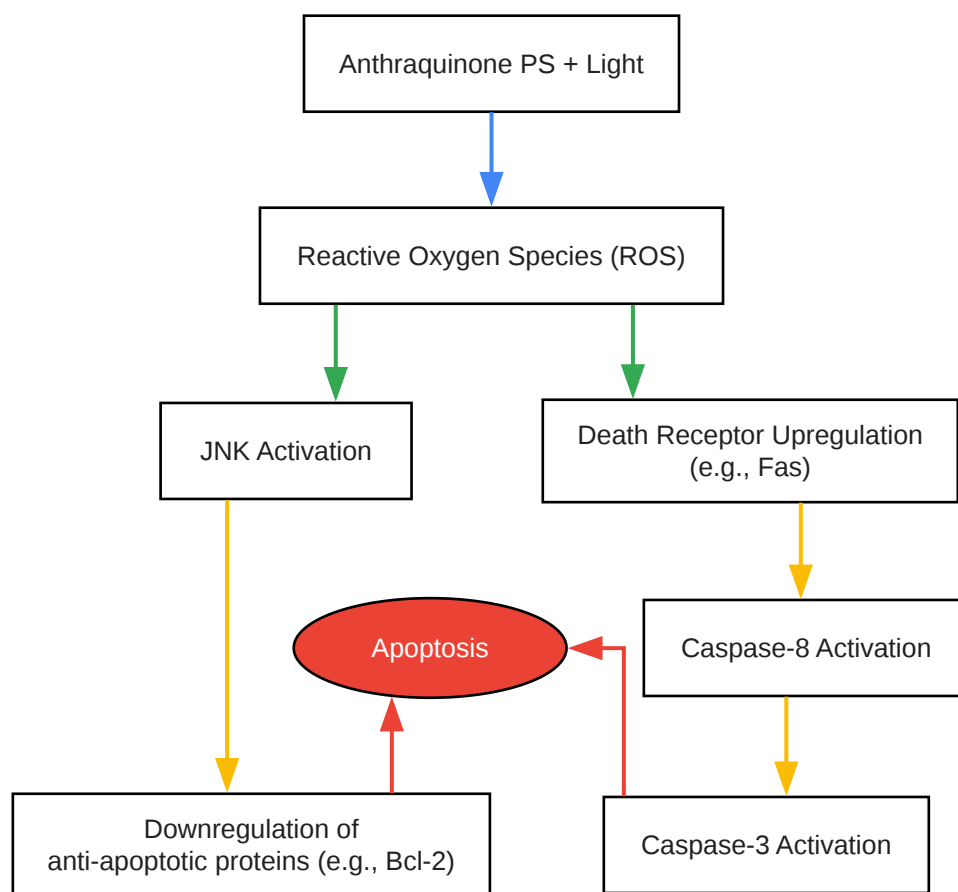 Anthraquinone PS + Light
Reactive Oxygen Species (ROS)
JNK Activation
Death Receptor Upregulation
(e.g., Fas)
Apoptosis
Caspase-8 Activation
Downregulation of
anti-apoptotic proteins (e.g., Bcl-2)
Caspase-3 Activation